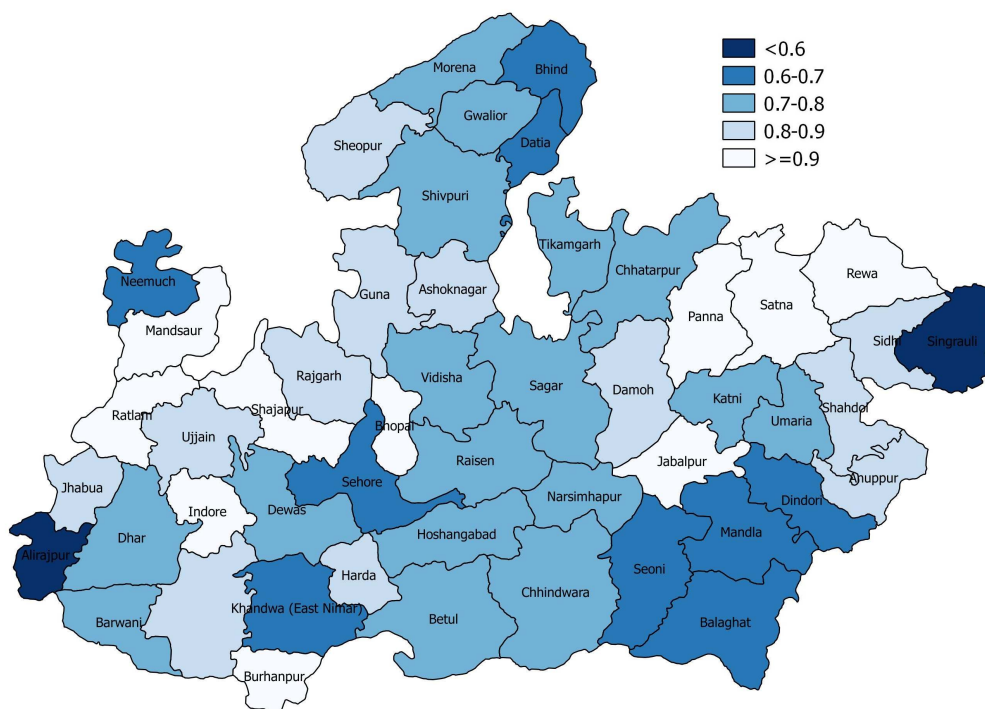 <0.6
0.6-0.7
0.7-0.8
0.8-0.9
>=0.9
Morena
Bhind
Gwalior
Datia
Sheopur
Shivpuri
Tikamgarh
Chhatarpur
Neemuch
Guna
Ashoknagar
Rewa
Satna
Panna
Mandsaur
Sidhi
Singrauli
Rajgarh
Vidisha
Sagar
Damoh
Katni
Shahdol
Ratlam
Shajapur
Bhopal
Umaria
Ujjain
Raisen
Jabalpur
Jhabua
Sehore
Anuppur
Narsimhapur
Dindori
Indore
Dewas
Dhar
Hoshangabad
Mandla
Alirajpur
Harda
Seoni
Chhindwara
Khandwa (East Nimar)
Barwani
Betul
Balaghat
Burhanpur